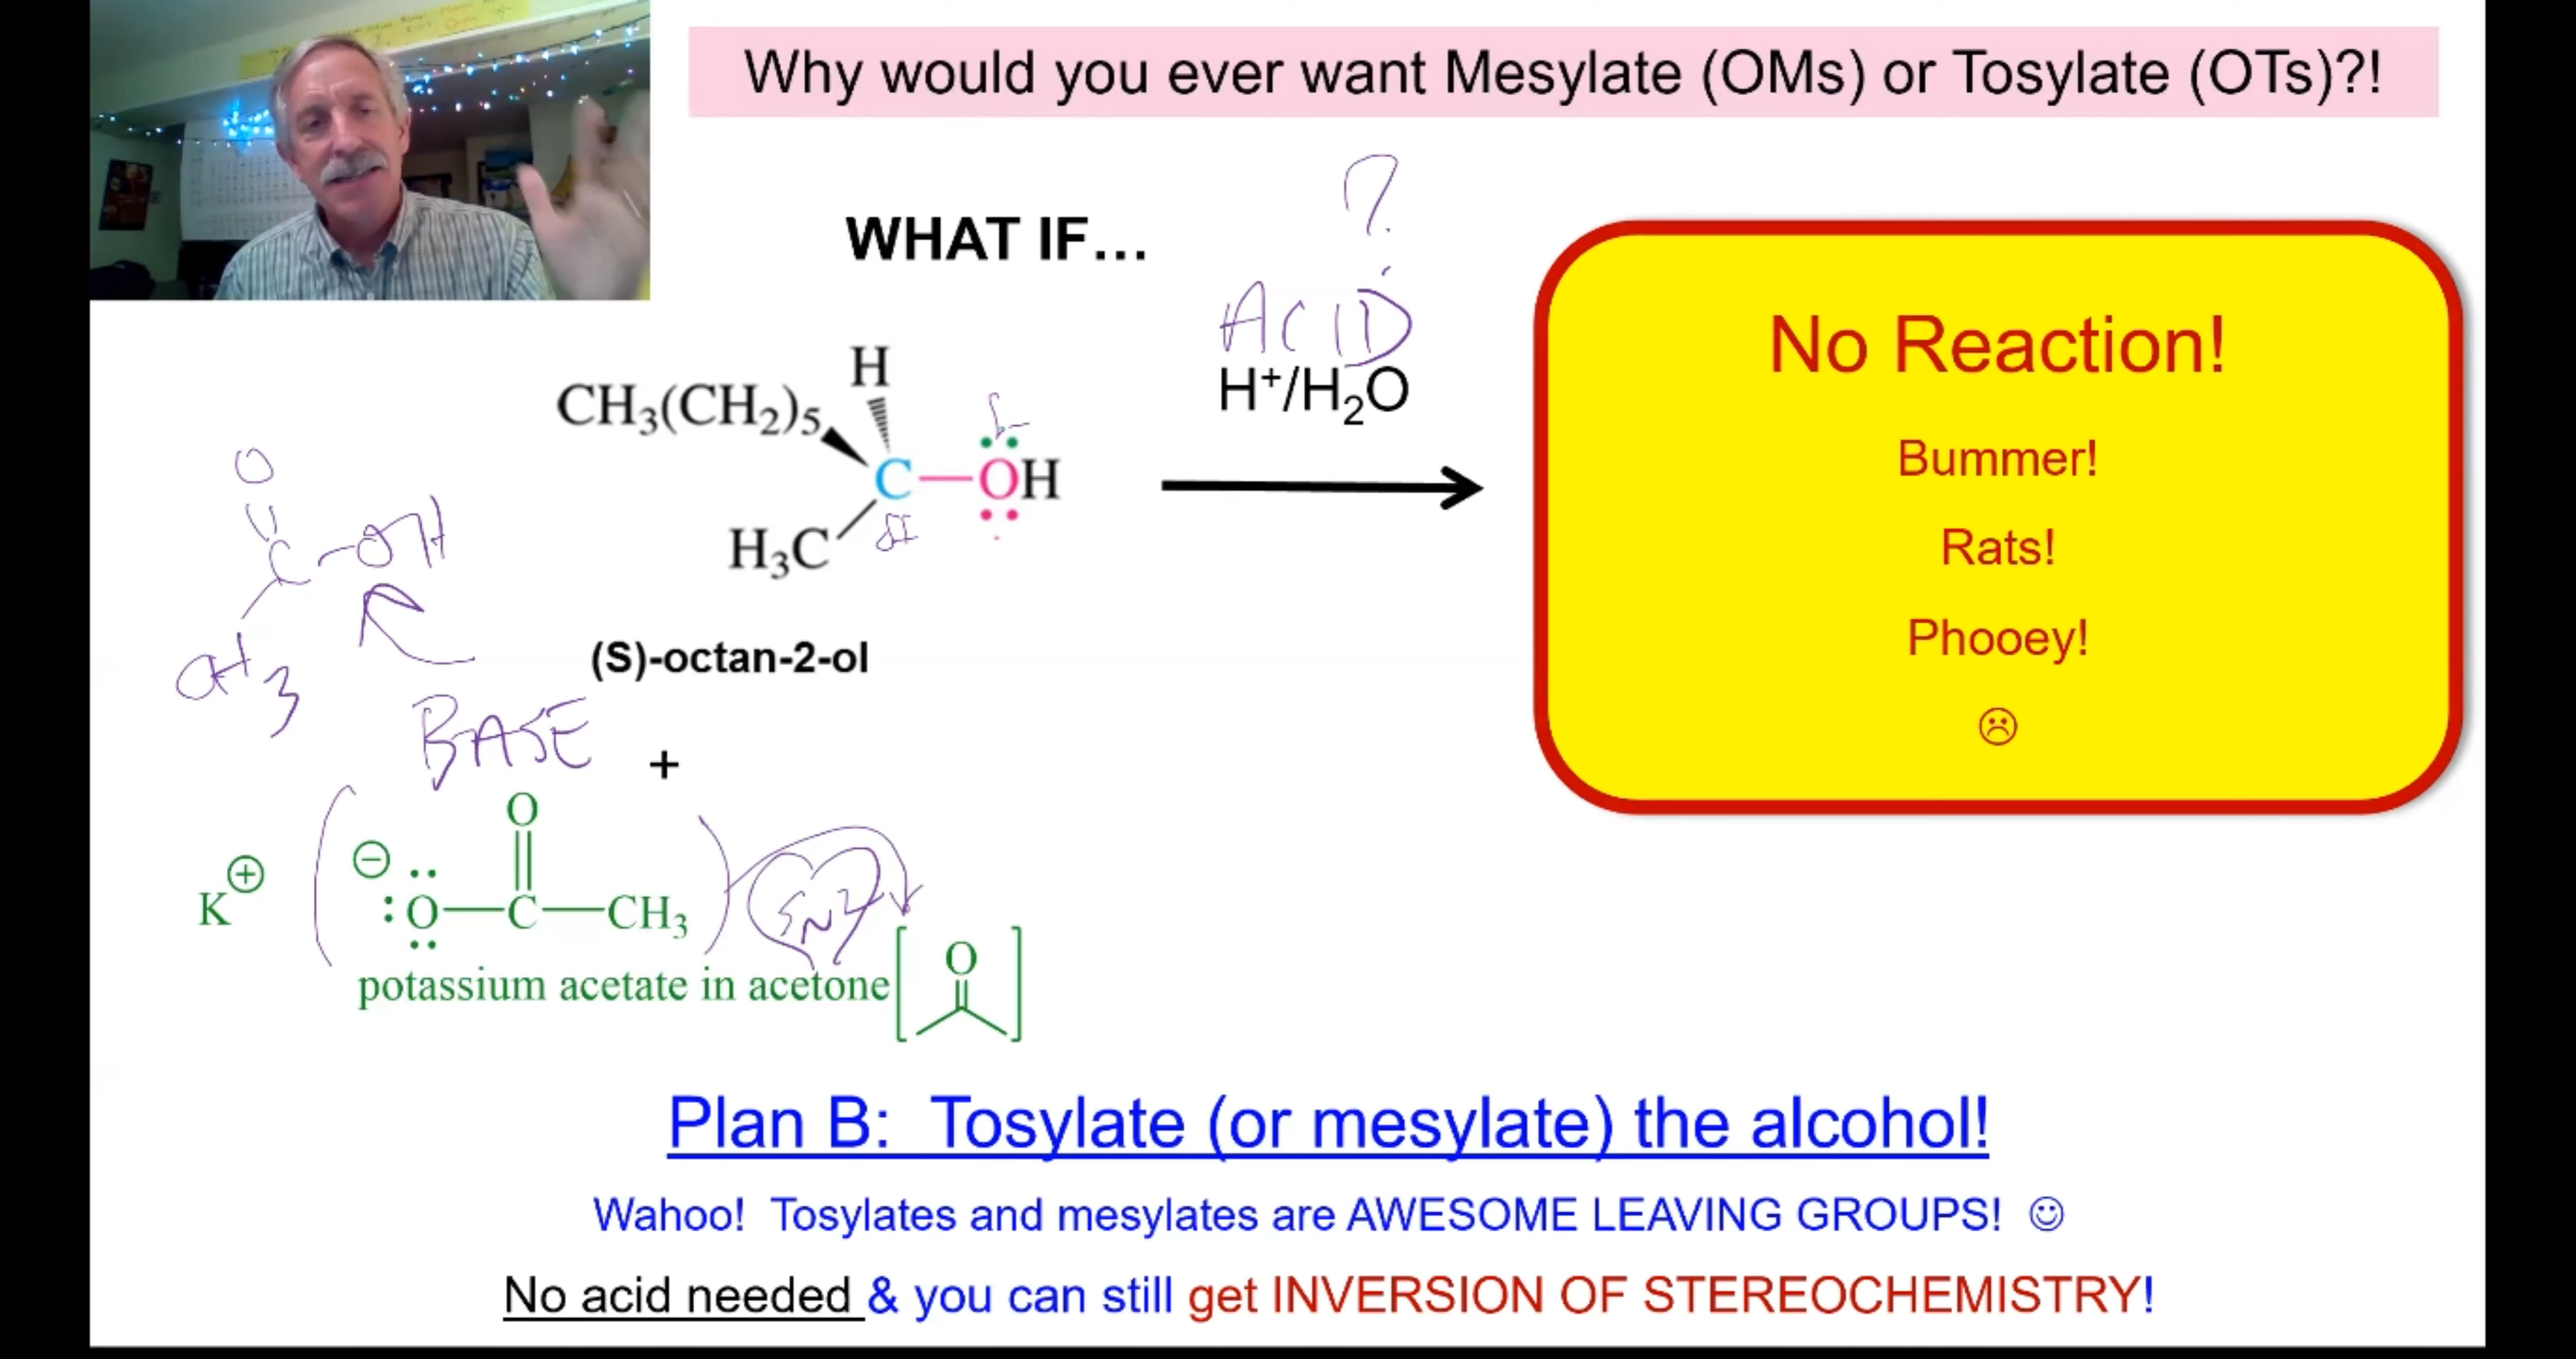 Why would you ever want Mesylate (OMs) or Tosylate (OTs)?!
?
WHAT IF...
ACID
H⁺/H₂O
H
CH₃(CH₂)₅
δ-
C—OH
H₃C
(S)-octan-2-ol
No Reaction!
Bummer!
Rats!
Phooey!
☹
O
C-OH
CH3
BASE
+
O
K⊕
⊖
:O—C—CH₃
SN2
potassium acetate in acetone
O
Plan B: Tosylate (or mesylate) the alcohol!
Wahoo! Tosylates and mesylates are AWESOME LEAVING GROUPS! ☺
No acid needed & you can still get INVERSION OF STEREOCHEMISTRY!